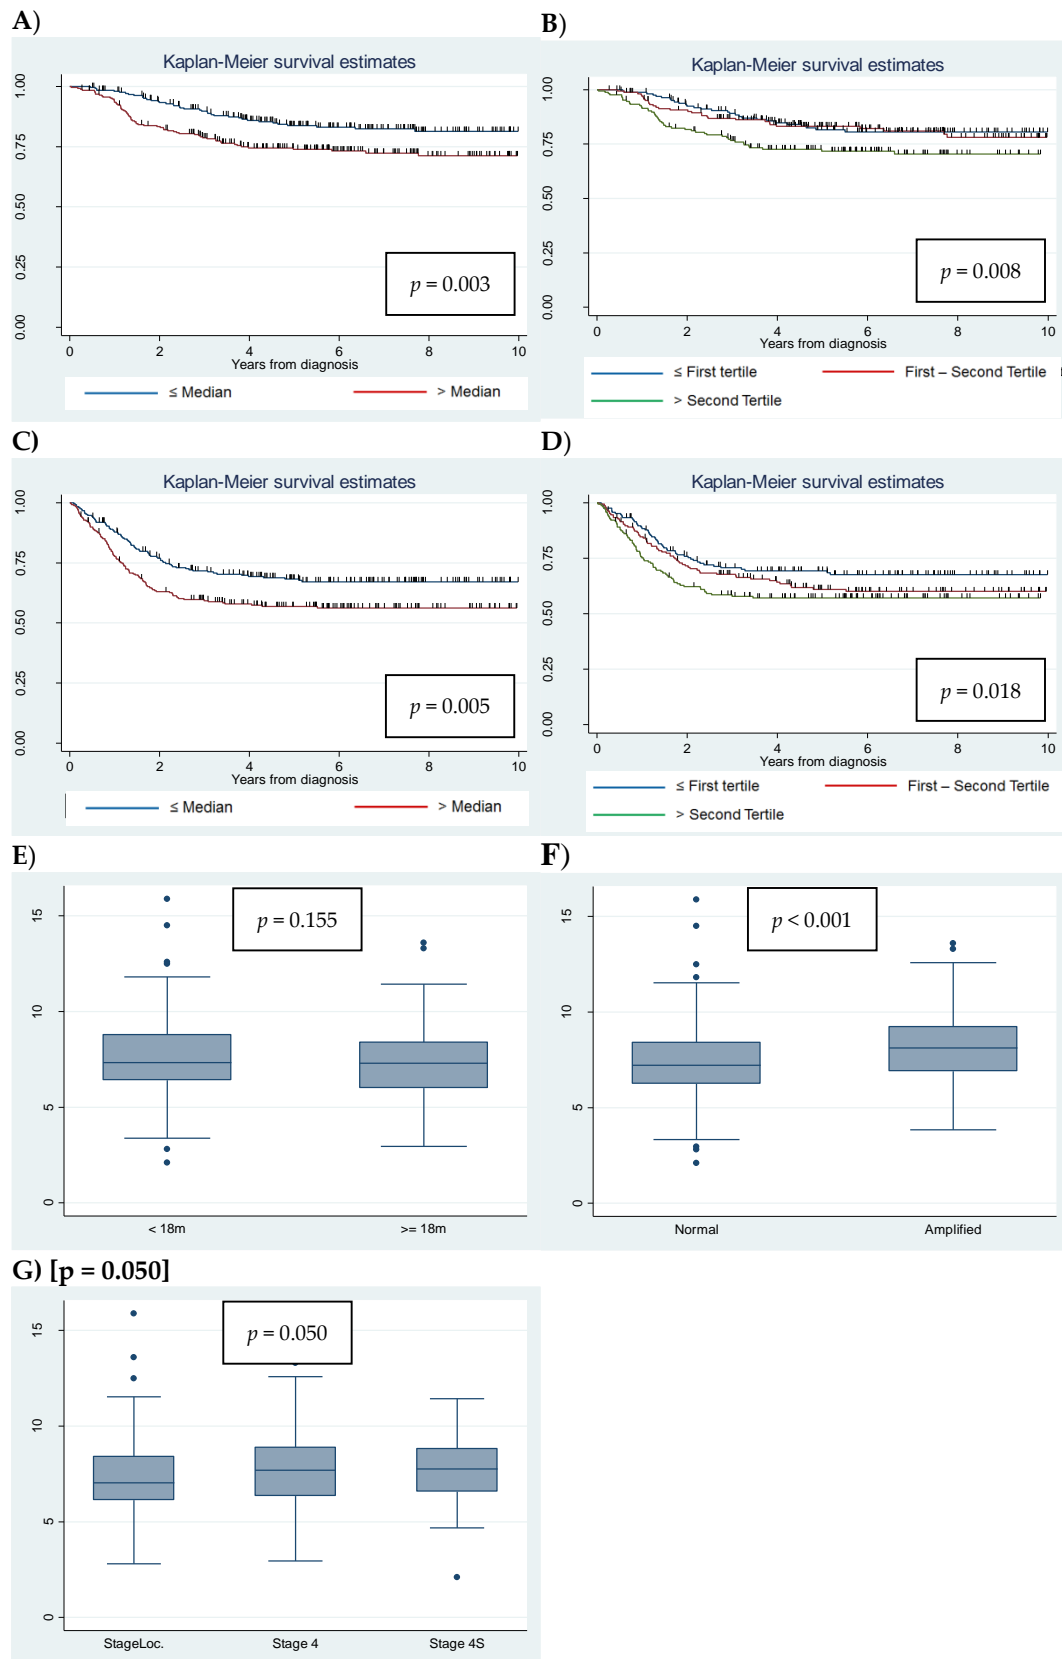 A)
Kaplan-Meier survival estimates
1.00
0.75
0.50
0.25
0.00
p = 0.003
0 2 4 6 8 10
Years from diagnosis
≤ Median > Median
B)
Kaplan-Meier survival estimates
1.00
0.75
0.50
0.25
0.00
p = 0.008
0 2 4 6 8 10
Years from diagnosis
≤ First tertile First – Second Tertile
> Second Tertile
C)
Kaplan-Meier survival estimates
1.00
0.75
0.50
0.25
0.00
p = 0.005
0 2 4 6 8 10
Years from diagnosis
≤ Median > Median
D)
Kaplan-Meier survival estimates
1.00
0.75
0.50
0.25
0.00
p = 0.018
0 2 4 6 8 10
Years from diagnosis
≤ First tertile First – Second Tertile
> Second Tertile
E)
p = 0.155
15
10
5
0
< 18m >= 18m
F)
p < 0.001
15
10
5
0
Normal Amplified
G) [p = 0.050]
p = 0.050
15
10
5
0
StageLoc. Stage 4 Stage 4S